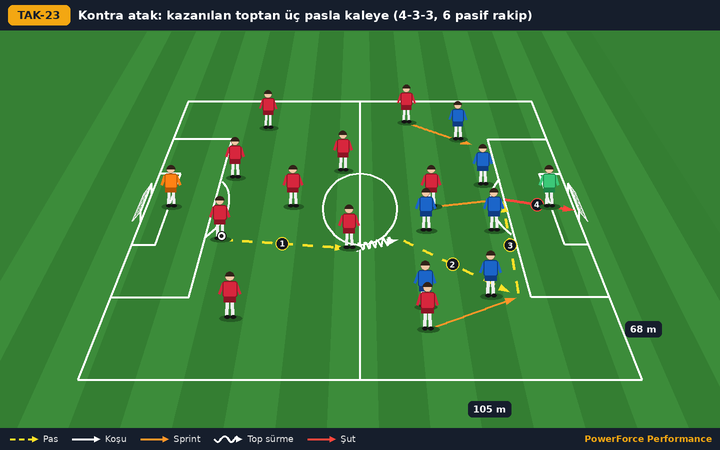 TAK-23
Kontra atak: kazanılan toptan üç pasla kaleye (4-3-3, 6 pasif rakip)
4
1
3
2
68 m
105 m
Pas
Koşu
Sprint
Top sürme
Şut
PowerForce Performance